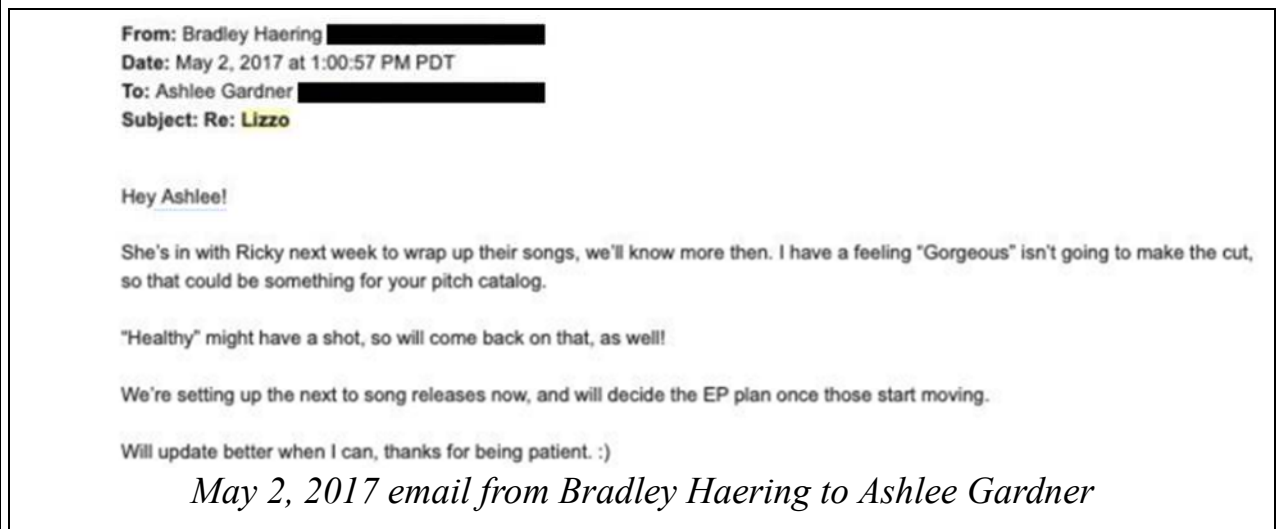 From: Bradley Haering
Date: May 2, 2017 at 1:00:57 PM PDT
To: Ashlee Gardner
Subject: Re: Lizzo
Hey Ashlee!
She's in with Ricky next week to wrap up their songs, we'll know more then. I have a feeling “Gorgeous” isn't going to make the cut,
so that could be something for your pitch catalog.
“Healthy” might have a shot, so will come back on that, as well!
We're setting up the next to song releases now, and will decide the EP plan once those start moving.
Will update better when I can, thanks for being patient. :)
May 2, 2017 email from Bradley Haering to Ashlee Gardner